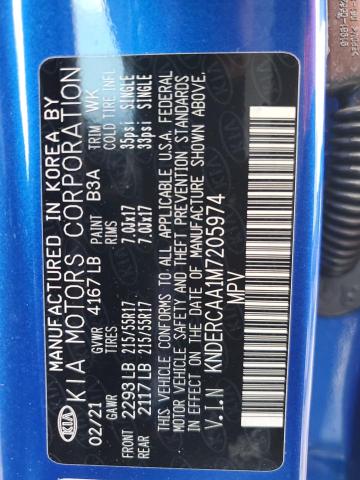 MANUFACTURED IN KOREA BY
KIA KIA MOTORS CORPORATION
02/21 GVWR 4167LB PAINT B3A TRIM WK
GAWR TIRES RIMS COLD TIRE INFL
FRONT 2293LB 215/55R17 7.00x17 35psi SINGLE
REAR 2117LB 215/55R17 7.00x17 33psi SINGLE
THIS VEHICLE CONFORMS TO ALL APPLICABLE U.S.A. FEDERAL
MOTOR VEHICLE SAFETY AND THEFT PREVENTION STANDARDS
IN EFFECT ON THE DATE OF MANUFACTURE SHOWN ABOVE.
V.I.N KNDERCAA1M7205974
MPV